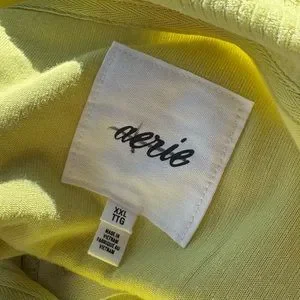 aerie
XXL
TTG
MADE IN
VIETNAM
FABRIQUÉ AU
VIETNAM